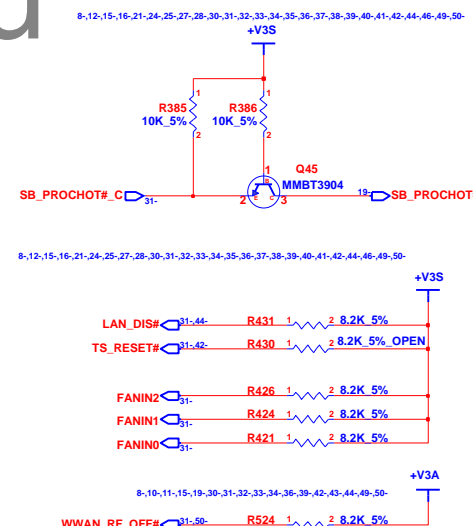 8-,12-,15-,16-,21-,24-,25-,27-,28-,30-,31-,32-,33-,34-,35-,36-,37-,38-,39-,40-,41-,42-,44-,46-,49-,50-
+V3S
1 1
R385 R386
10K_5% 10K_5%
2 2
1 Q45
B MMBT3904
SB_PROCHOT#_C 31- 2 E C 3 19- SB_PROCHOT
8-,12-,15-,16-,21-,24-,25-,27-,28-,30-,31-,32-,33-,34-,35-,36-,37-,38-,39-,40-,41-,42-,44-,46-,49-,50-
+V3S
LAN_DIS# 31-,44- R431 1 2 8.2K_5%
TS_RESET# 31-,42- R430 1 2 8.2K_5%_OPEN
FANIN2 31- R426 1 2 8.2K_5%
FANIN1 31- R424 1 2 8.2K_5%
FANIN0 31- R421 1 2 8.2K_5%
+V3A
8-,10-,11-,15-,19-,30-,31-,32-,33-,34-,36-,39-,42-,43-,44-,49-,50-
WWAN_RF_OFF# 31-,50- R524 1 2 8.2K_5%